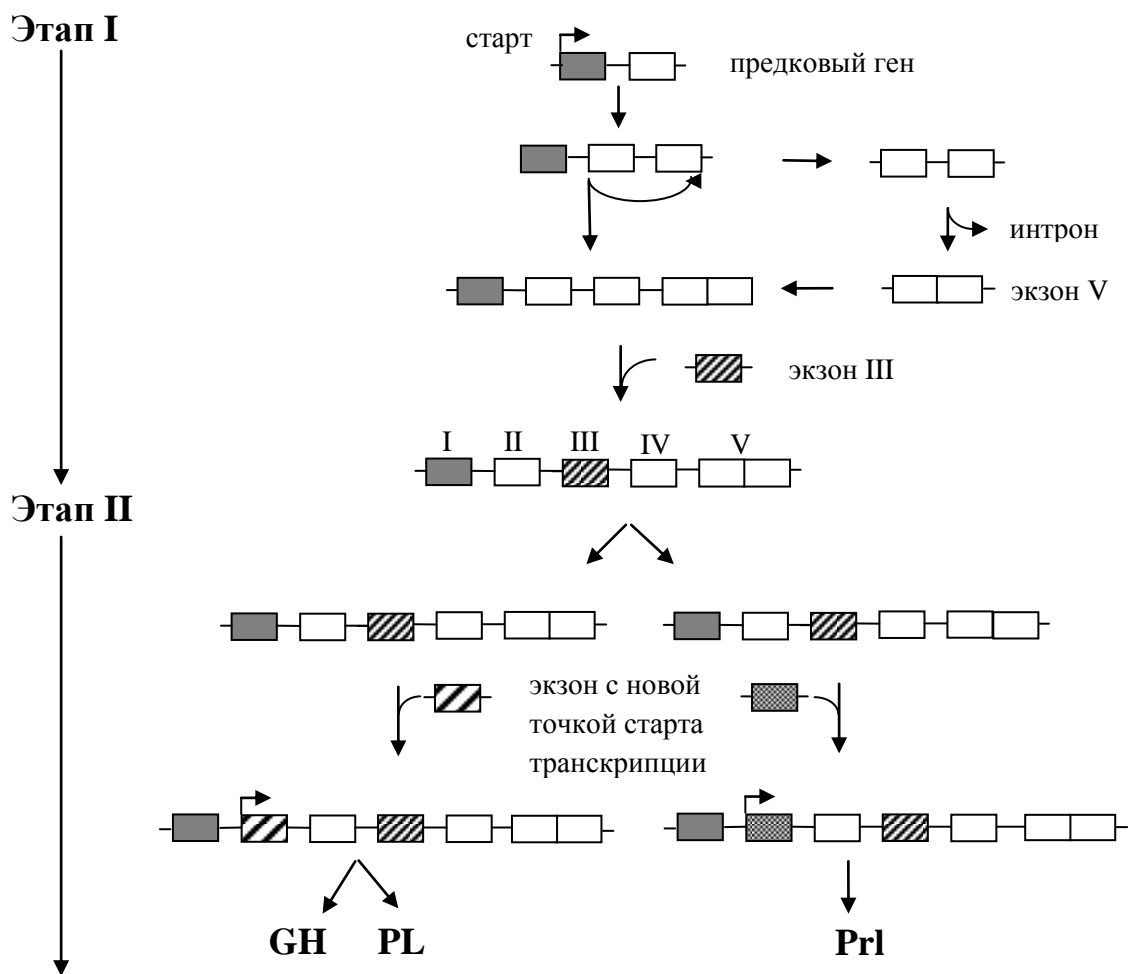 Этап I
старт
предковый ген
интрон
экзон V
экзон III
I II III IV V
Этап II
экзон с новой
точкой старта
транскрипции
GH PL Prl